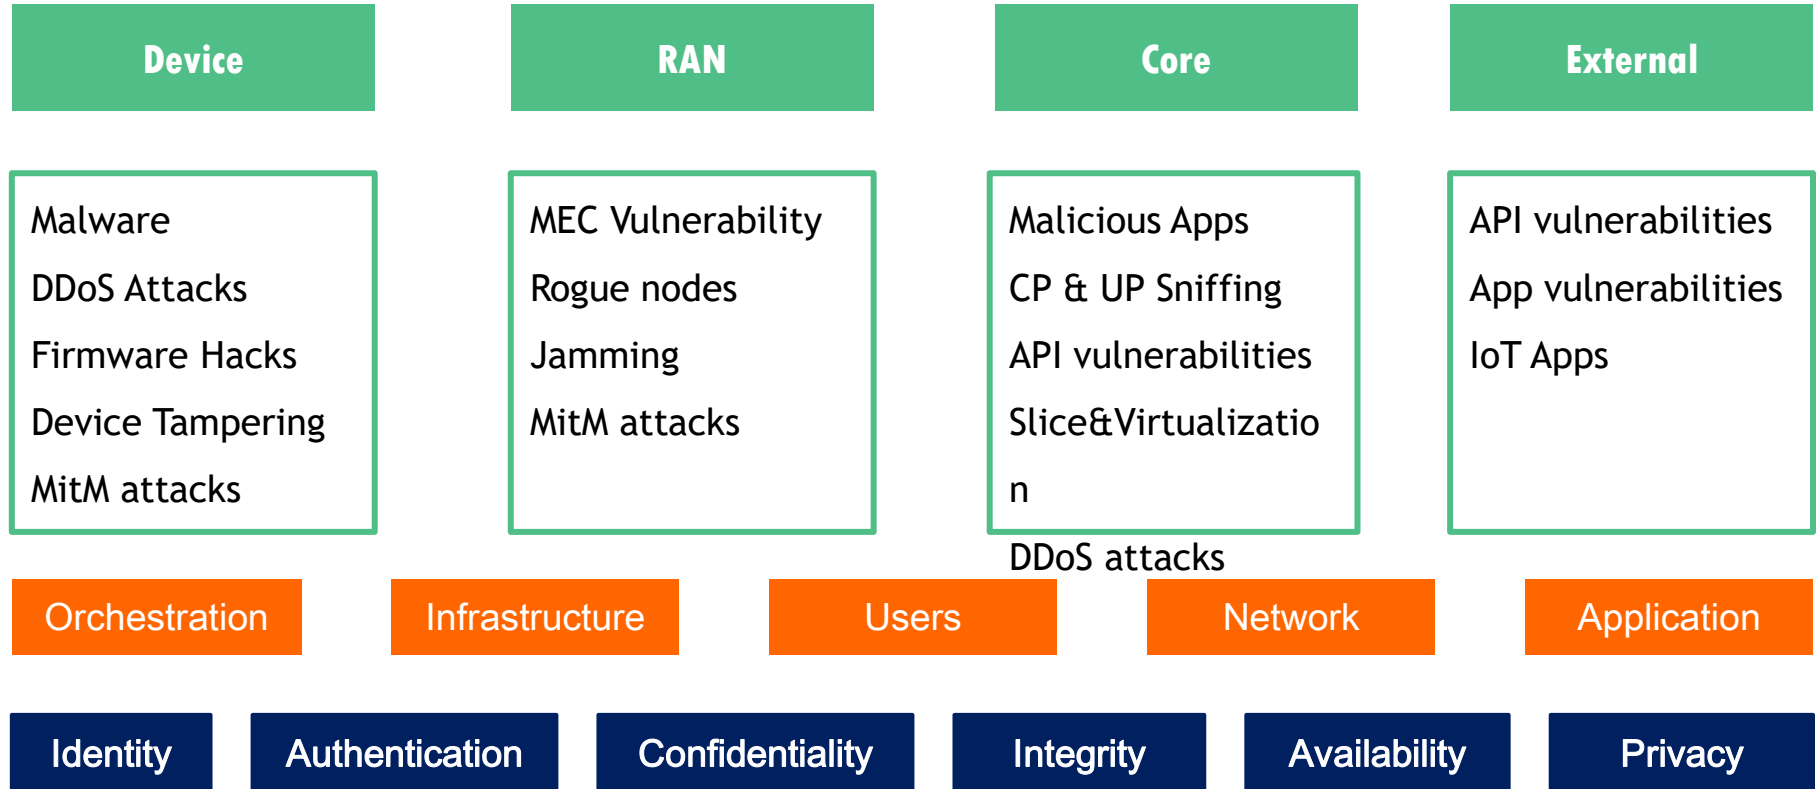 Device
RAN
Core
External
Malware
DDoS Attacks
Firmware Hacks
Device Tampering
MitM attacks
MEC Vulnerability
Rogue nodes
Jamming
MitM attacks
Malicious Apps
CP & UP Sniffing
API vulnerabilities
Slice&Virtualizatio
n
DDoS attacks
API vulnerabilities
App vulnerabilities
IoT Apps
Orchestration
Infrastructure
Users
Network
Application
Identity
Authentication
Confidentiality
Integrity
Availability
Privacy